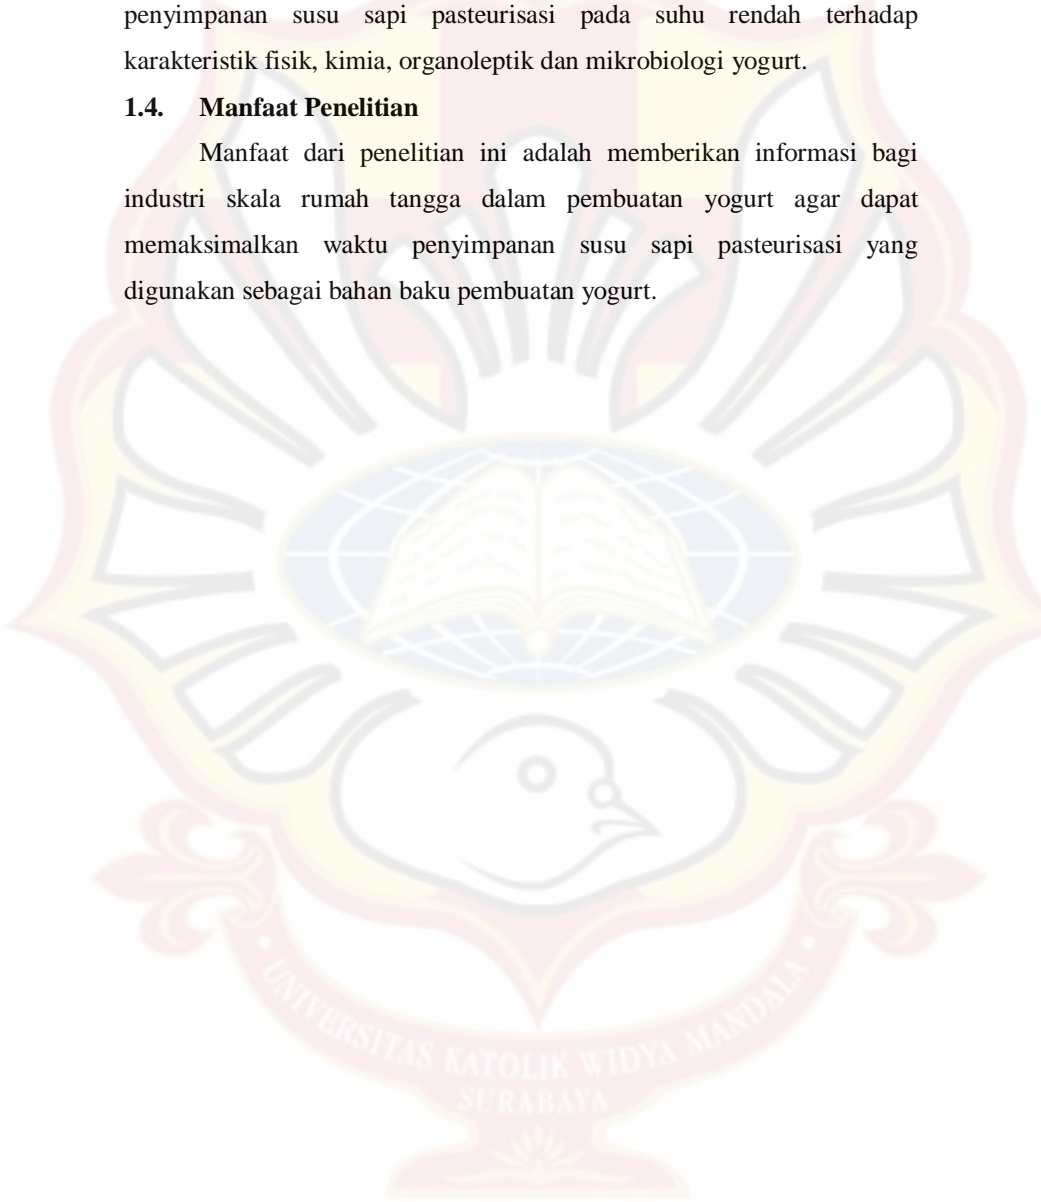 penyimpanan susu sapi pasteurisasi pada suhu rendah terhadap
karakteristik fisik, kimia, organoleptik dan mikrobiologi yogurt.
1.4. Manfaat Penelitian
Manfaat dari penelitian ini adalah memberikan informasi bagi
industri skala rumah tangga dalam pembuatan yogurt agar dapat
memaksimalkan waktu penyimpanan susu sapi pasteurisasi yang
digunakan sebagai bahan baku pembuatan yogurt.
• UNIVERSITAS KATOLIK WIDYA MANDALA •
SURABAYA